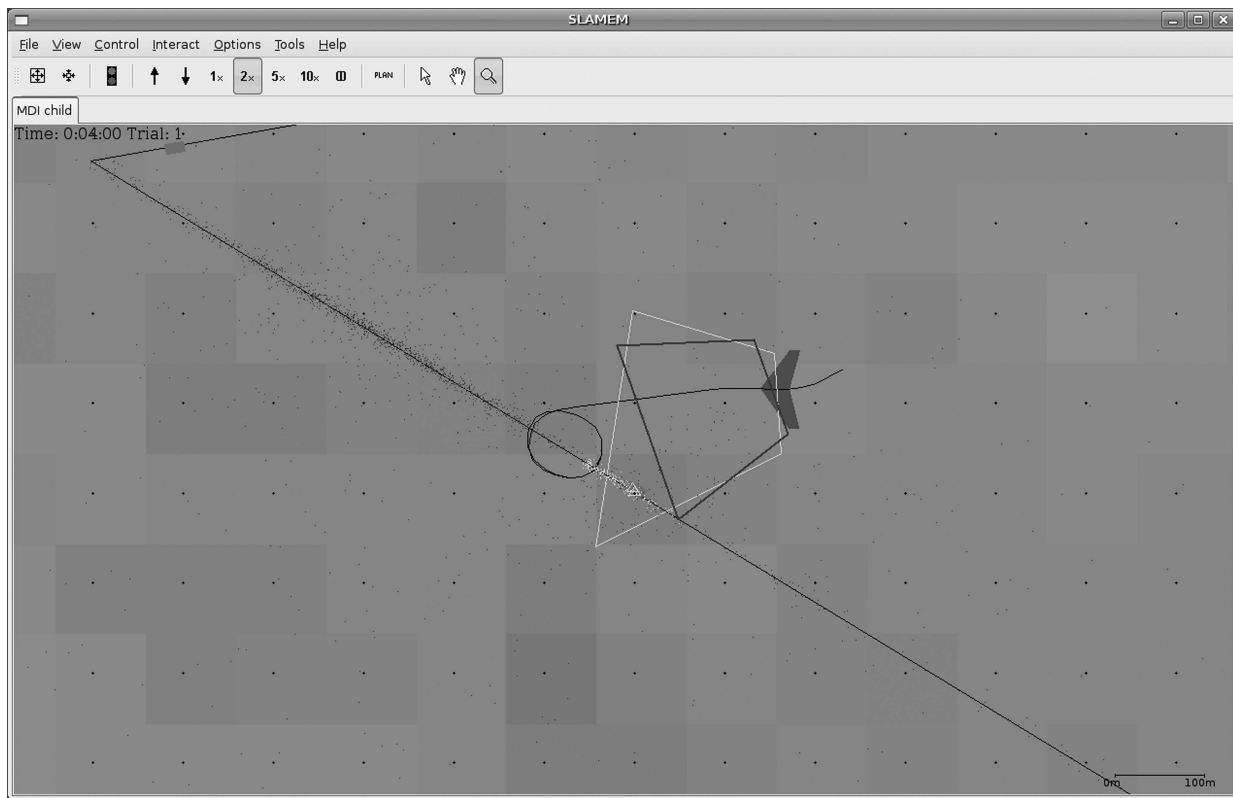 SLAMEM
File View Control Interact Options Tools Help
1x 2x 5x 10x PLAN
MDI child
Time: 0:04:00 Trial: 1
0m 100m